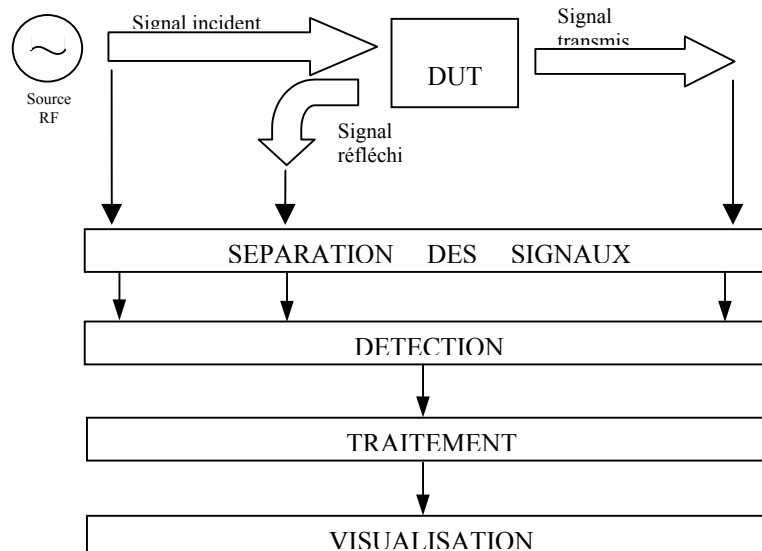 Signal incident
Signal
transmis
Source
RF
DUT
Signal
réfléchi
SEPARATION DES SIGNAUX
DETECTION
TRAITEMENT
VISUALISATION